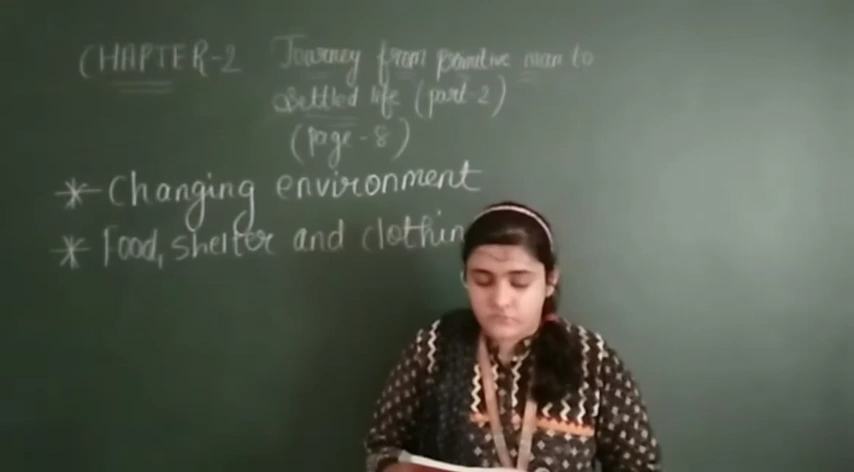 CHAPTER-2 Journey from primitive man to
settled life (part-2)
(page-8)
* Changing environment
* Food, shelter and clothin